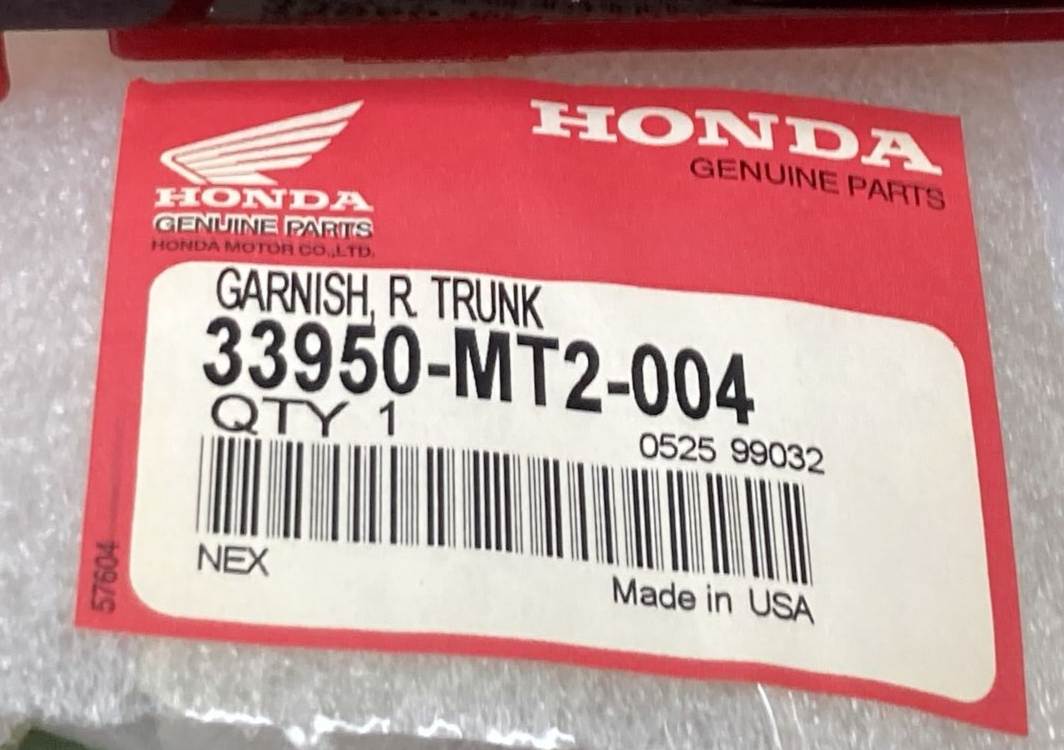 HONDA
GENUINE PARTS
HONDA MOTOR CO.,LTD.
HONDA
GENUINE PARTS
GARNISH, R TRUNK
33950-MT2-004
QTY 1
0525 99032
NEX
Made in USA
57604